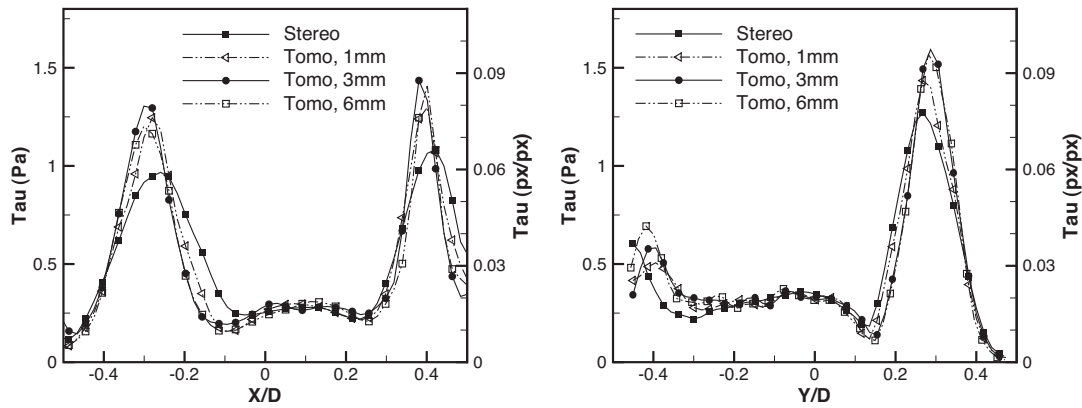 Stereo
Tomo, 1mm
Tomo, 3mm
Tomo, 6mm
Tau (Pa)
1.5
1
0.5
0
0.09
0.06
0.03
0
Tau (px/px)
-0.4
-0.2
0
0.2
0.4
X/D
Stereo
Tomo, 1mm
Tomo, 3mm
Tomo, 6mm
Tau (Pa)
1.5
1
0.5
0
0.09
0.06
0.03
0
Tau (px/px)
-0.4
-0.2
0
0.2
0.4
Y/D